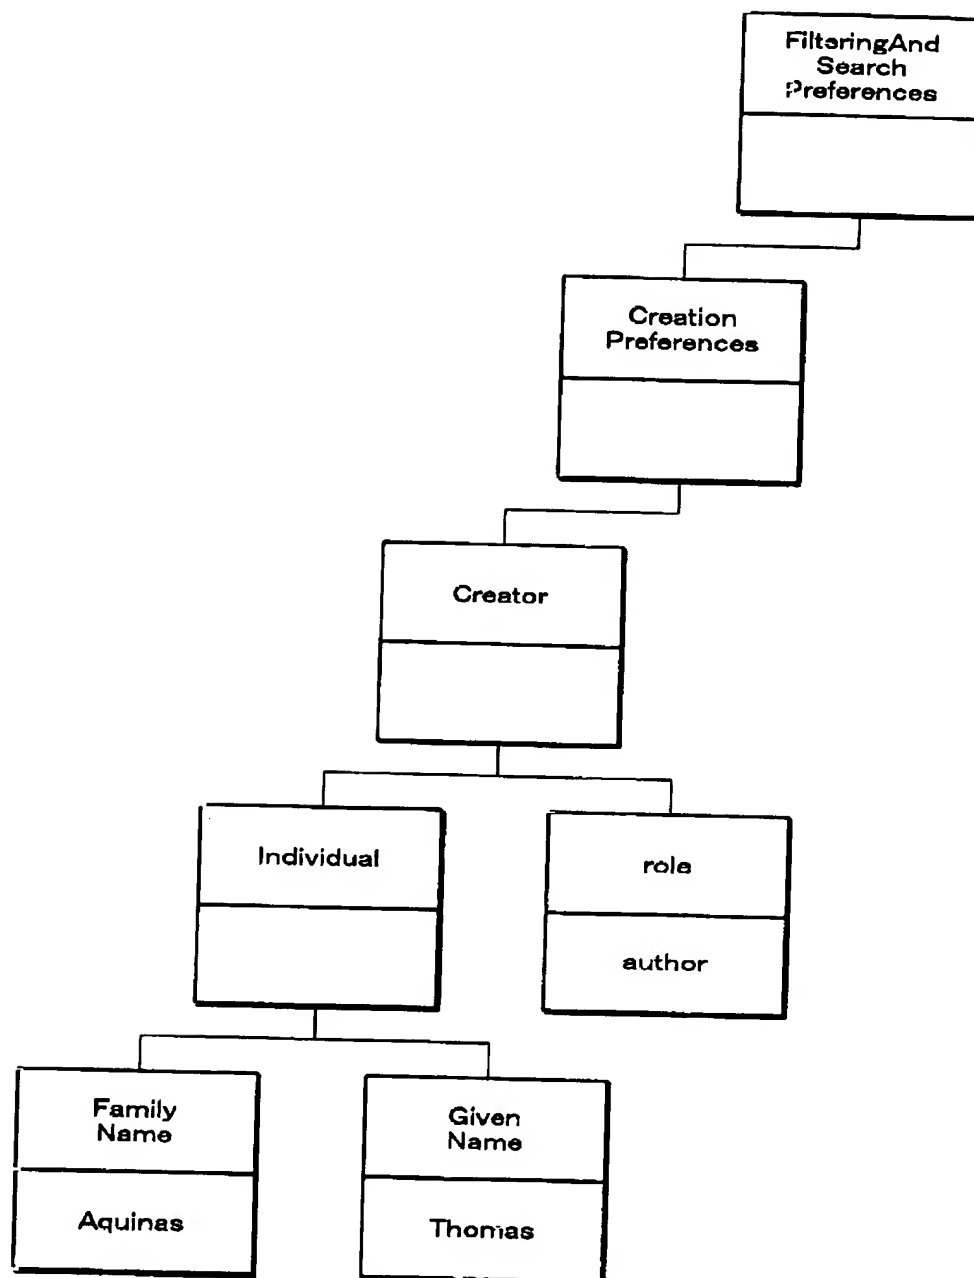 FilteringAnd
Search
Preferences
Creation
Preferences
Creator
Individual
role
author
Family
Name
Given
Name
Aquinas
Thomas